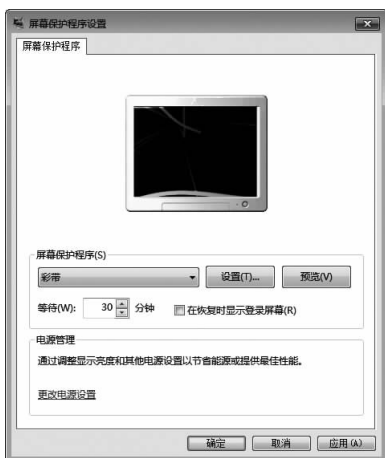 屏幕保护程序设置
屏幕保护程序
屏幕保护程序(S)
彩带 设置(T)... 预览(V)
等待(W): 30 分钟 在恢复时显示登录屏幕(R)
电源管理
通过调整显示亮度和其他电源设置以节省能源或提供最佳性能。
更改电源设置
确定 取消 应用(A)